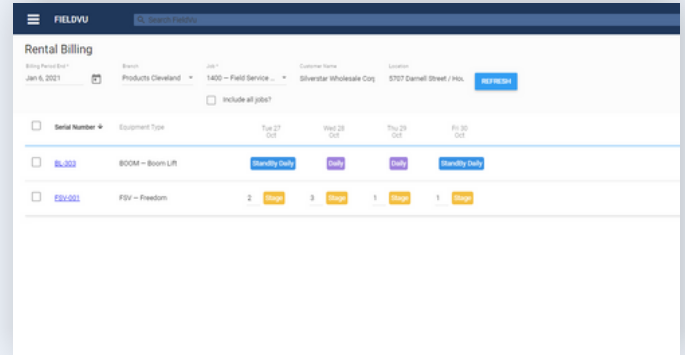 FIELDVU
Search FieldVu
Rental Billing
Billing Period End * Branch Job * Customer Name Location
Jan 6, 2021 Products Cleveland 1400 — Field Service ... Silverstar Wholesale Corp 5707 Darnell Street / Hou. REFRESH
Include all jobs?
Serial Number Equipment Type Tue 27 Wed 28 Thu 29 Fri 30
Oct Oct Oct Oct
BL-303 BOOM — Boom Lift Standby Daily Daily Daily Standby Daily
FSV-001 FSV — Freedom 2 Stage 3 Stage 1 Stage 1 Stage